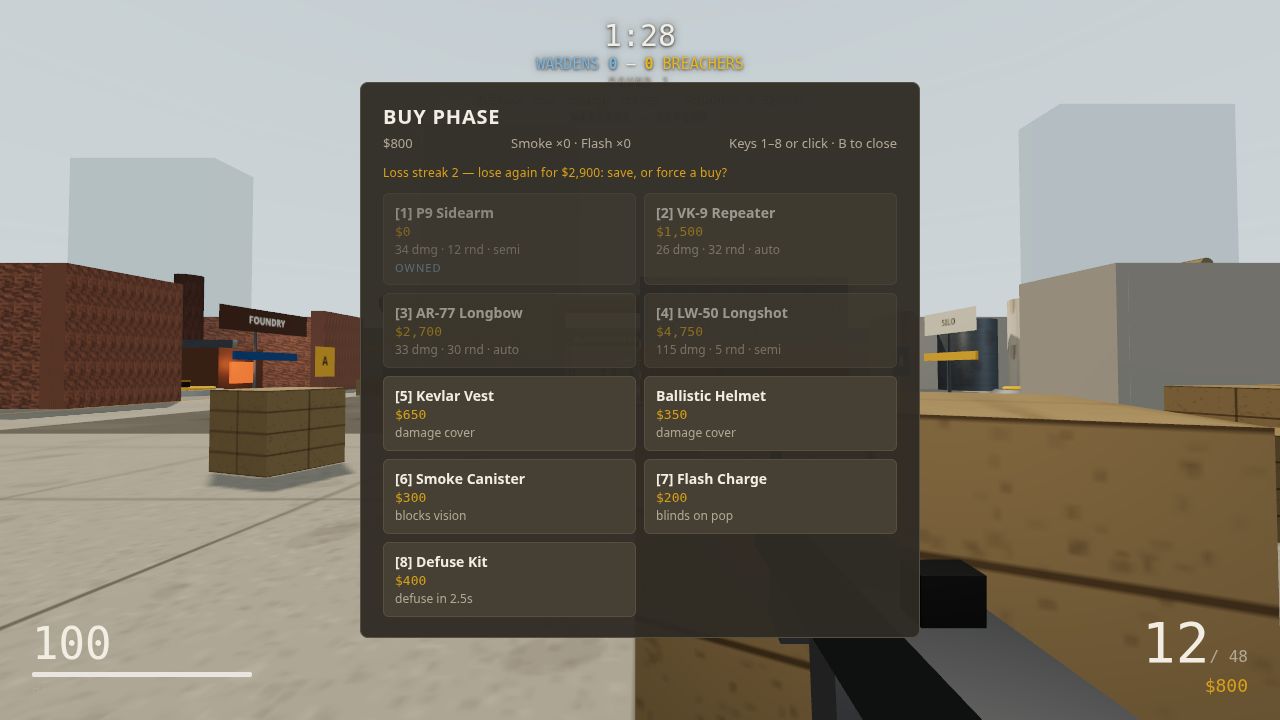 1:28
WARDENS 0 — 0 BREACHERS
ROUND 1
BUY PHASE
$800 Smoke ×0 · Flash ×0 Keys 1–8 or click · B to close
Loss streak 2 — lose again for $2,900: save, or force a buy?
[1] P9 Sidearm
$0
34 dmg · 12 rnd · semi
OWNED
[2] VK-9 Repeater
$1,500
26 dmg · 32 rnd · auto
[3] AR-77 Longbow
$2,700
33 dmg · 30 rnd · auto
[4] LW-50 Longshot
$4,750
115 dmg · 5 rnd · semi
[5] Kevlar Vest
$650
damage cover
Ballistic Helmet
$350
damage cover
[6] Smoke Canister
$300
blocks vision
[7] Flash Charge
$200
blinds on pop
[8] Defuse Kit
$400
defuse in 2.5s
FOUNDRY
A
SILO
100
12 / 48
$800